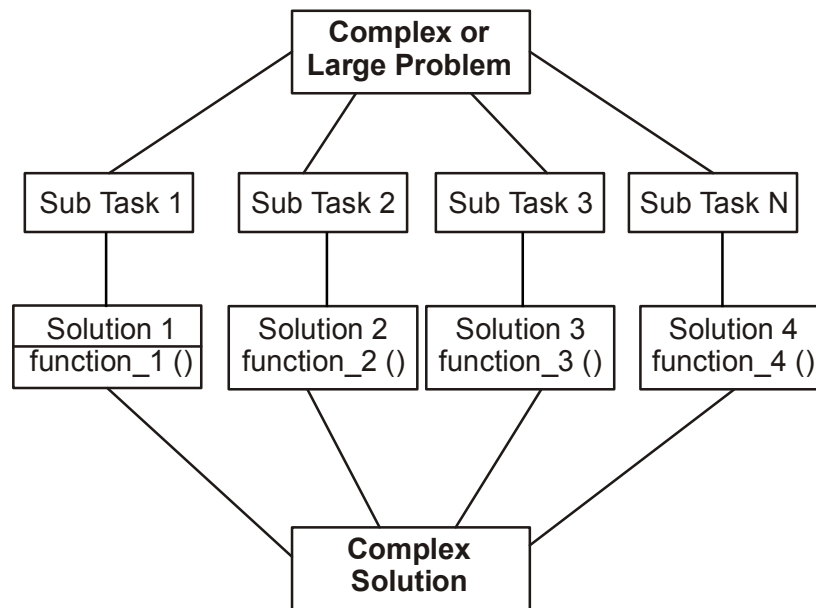 Complex or
Large Problem
Sub Task 1
Sub Task 2
Sub Task 3
Sub Task N
Solution 1
function_1 ()
Solution 2
function_2 ()
Solution 3
function_3 ()
Solution 4
function_4 ()
Complex
Solution